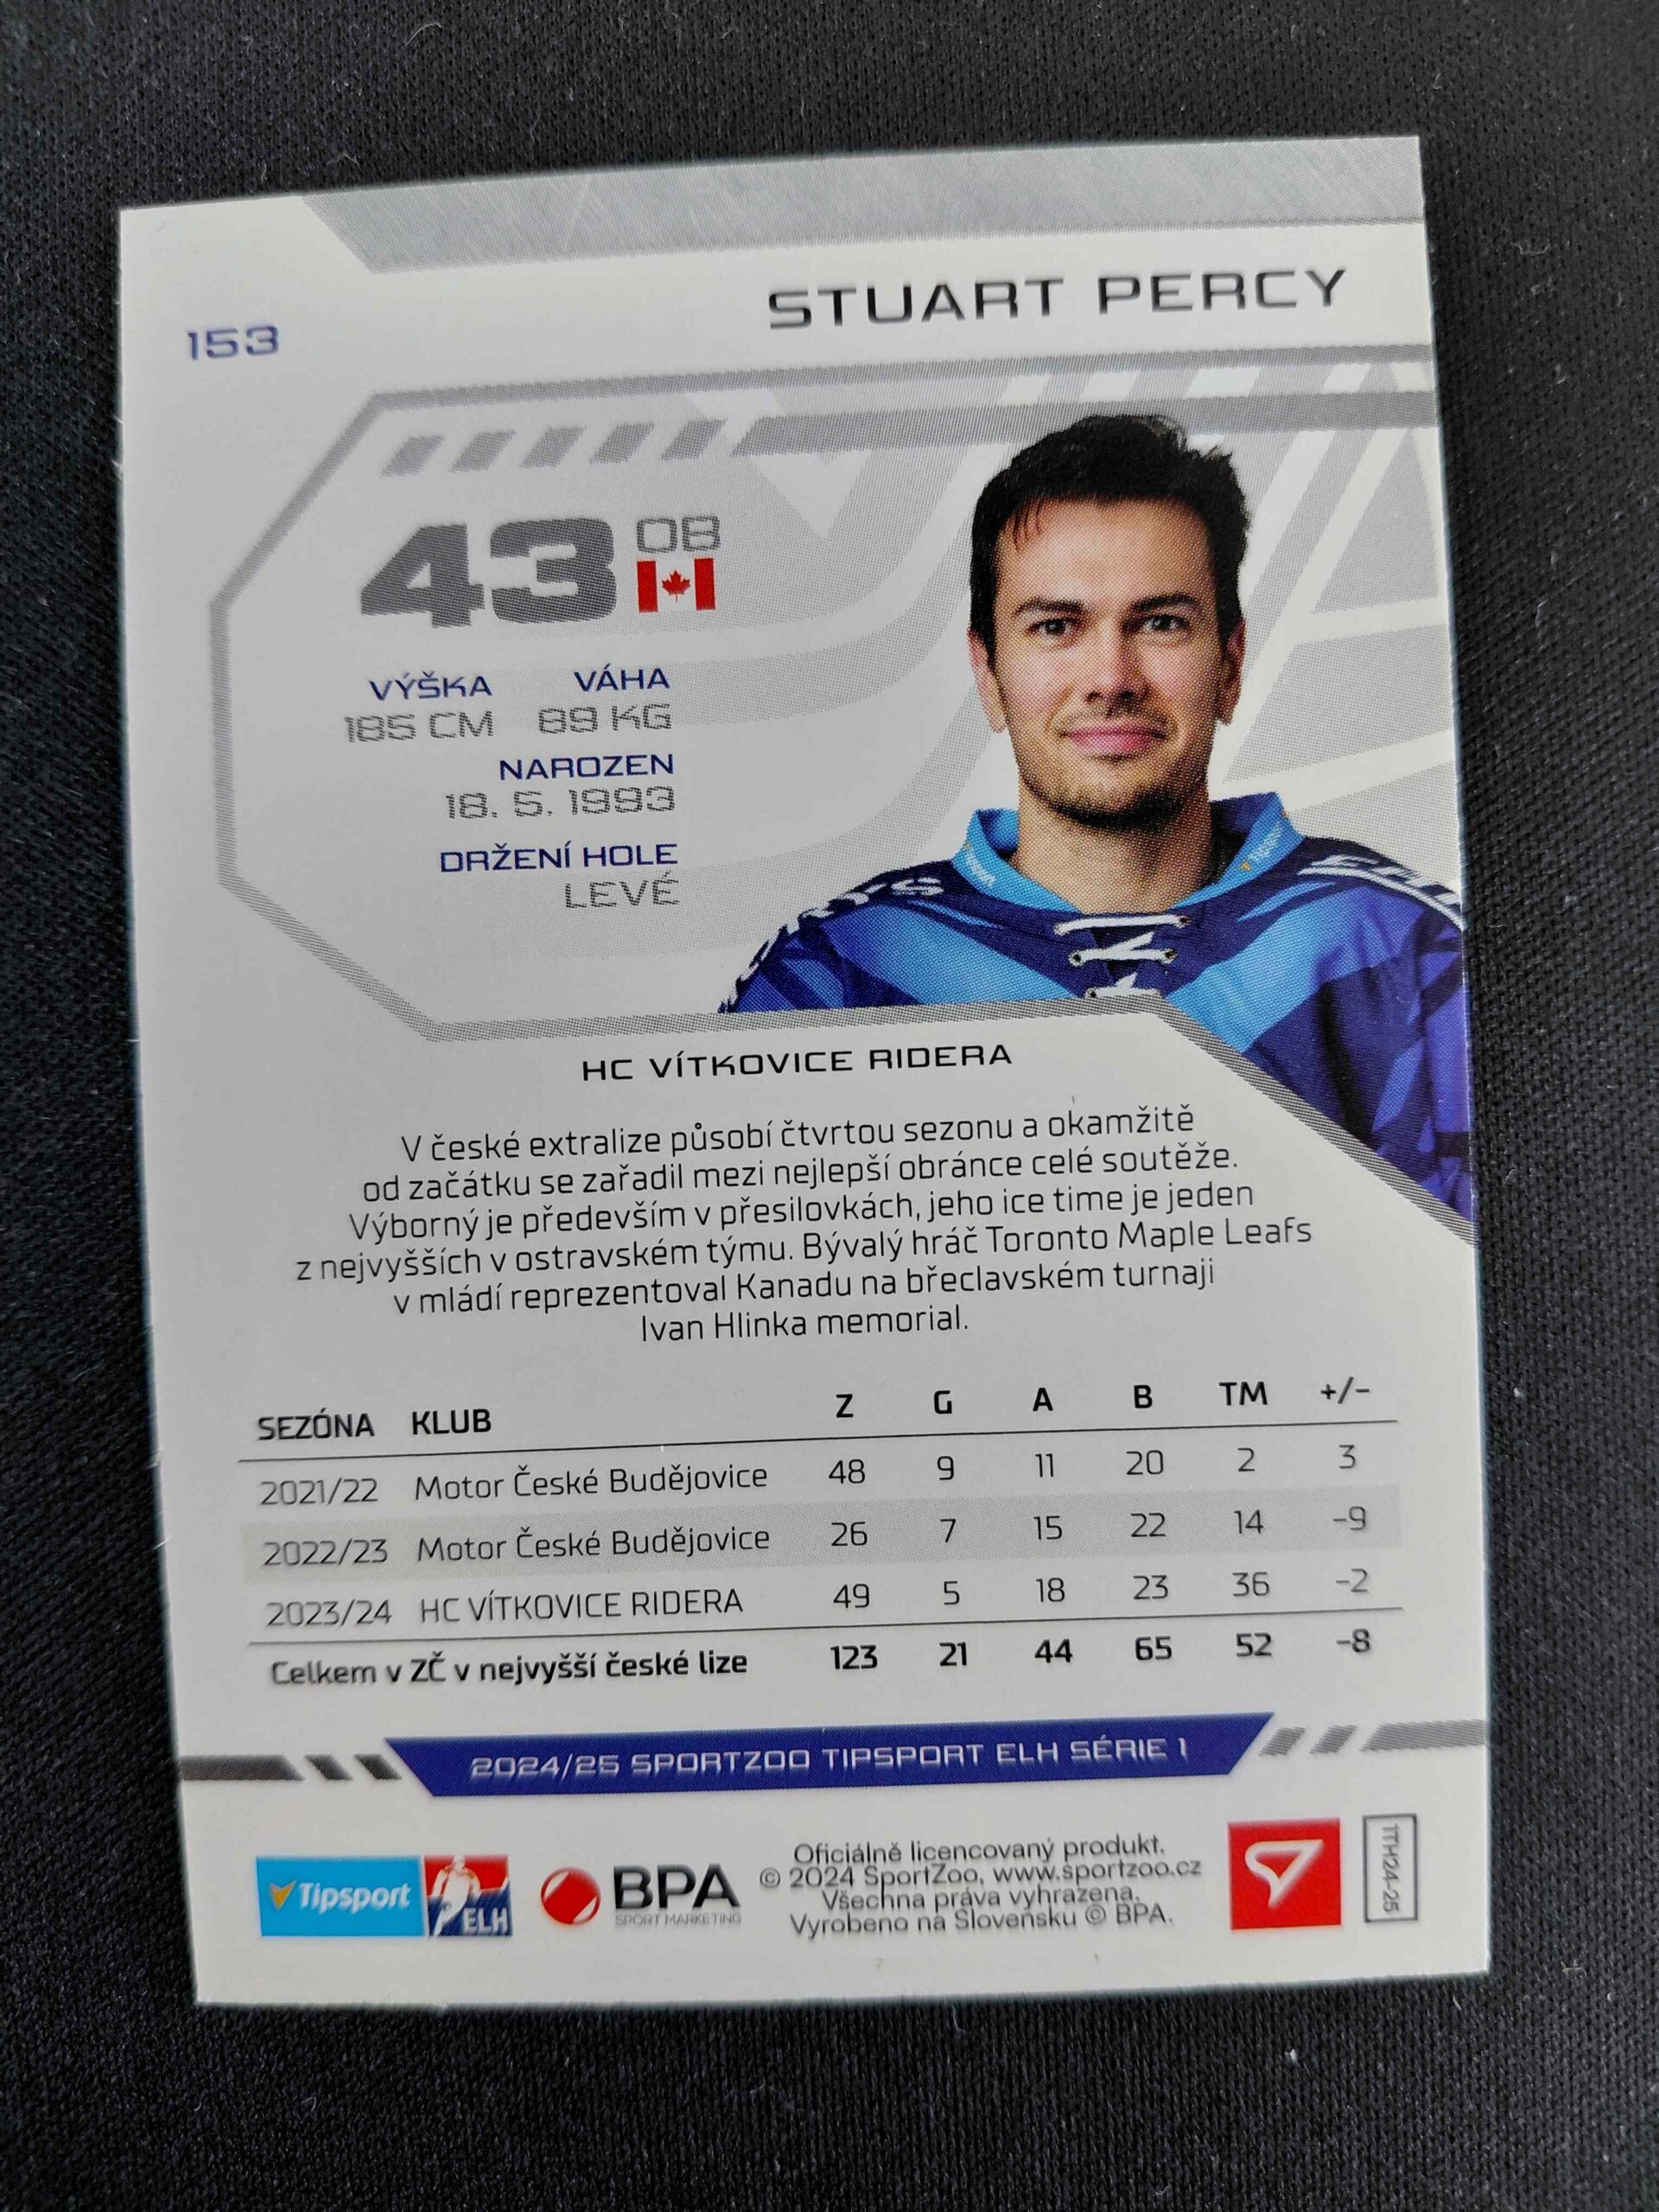 STUART PERCY
153
43 OB
VÝŠKA VÁHA
185 CM 89 KG
NAROZEN
18. 5. 1993
DRŽENÍ HOLE
LEVÉ
HC VÍTKOVICE RIDERA
V české extralize působí čtvrtou sezonu a okamžitě
od začátku se zařadil mezi nejlepší obránce celé soutěže.
Výborný je především v přesilovkách, jeho ice time je jeden
z nejvyšších v ostravském týmu. Bývalý hráč Toronto Maple Leafs
v mládí reprezentoval Kanadu na břeclavském turnaji
Ivan Hlinka memorial.
SEZÓNA KLUB Z G A B TM +/-
2021/22 Motor České Budějovice 48 9 11 20 2 3
2022/23 Motor České Budějovice 26 7 15 22 14 -9
2023/24 HC VÍTKOVICE RIDERA 49 5 18 23 36 -2
Celkem v ZČ v nejvyšší české lize 123 21 44 65 52 -8
2024/25 SPORTZOO TIPSPORT ELH SÉRIE 1
Tipsport ELH
BPA
SPORT MARKETING
Oficiálně licencovaný produkt.
© 2024 SportZoo, www.sportzoo.cz
Všechna práva vyhrazena.
Vyrobeno na Slovensku © BPA.
1TH24-25